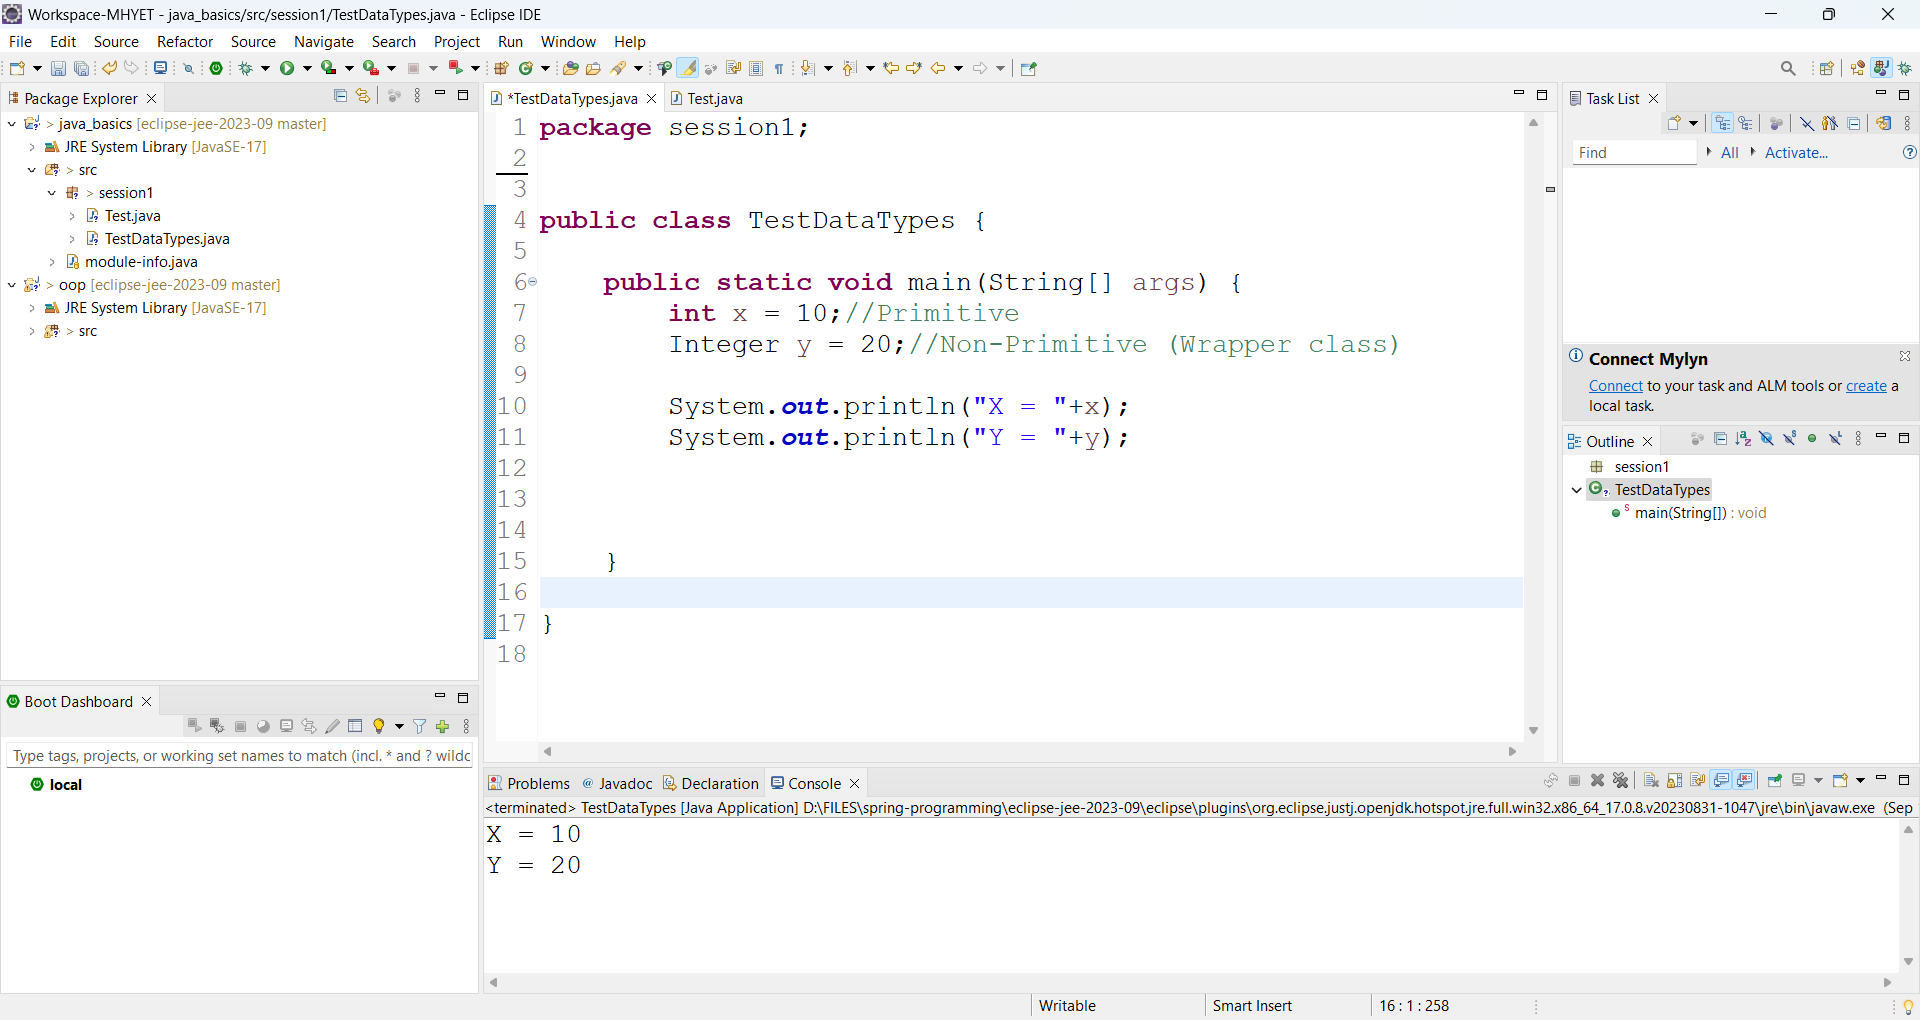 Workspace-MHYET - java_basics/src/session1/TestDataTypes.java - Eclipse IDE
File Edit Source Refactor Source Navigate Search Project Run Window Help
Package Explorer
> java_basics [eclipse-jee-2023-09 master]
JRE System Library [JavaSE-17]
> src
> session1
Test.java
TestDataTypes.java
module-info.java
> oop [eclipse-jee-2023-09 master]
JRE System Library [JavaSE-17]
> src
Boot Dashboard
Type tags, projects, or working set names to match (incl. * and ? wildc
local
*TestDataTypes.java Test.java
1 package session1;
2
3
4 public class TestDataTypes {
5
6 public static void main(String[] args) {
7 int x = 10;//Primitive
8 Integer y = 20;//Non-Primitive (Wrapper class)
9
10 System.out.println("X = "+x);
11 System.out.println("Y = "+y);
12
13
14
15 }
16
17 }
18
Problems Javadoc Declaration Console
<terminated> TestDataTypes [Java Application] D:\FILES\spring-programming\eclipse-jee-2023-09\eclipse\plugins\org.eclipse.justj.openjdk.hotspot.jre.full.win32.x86_64_17.0.8.v20230831-1047\jre\bin\javaw.exe (Sep
X = 10
Y = 20
Task List
Find All Activate...
Connect Mylyn
Connect to your task and ALM tools or create a
local task.
Outline
session1
TestDataTypes
main(String[]) : void
Writable Smart Insert 16 : 1 : 258